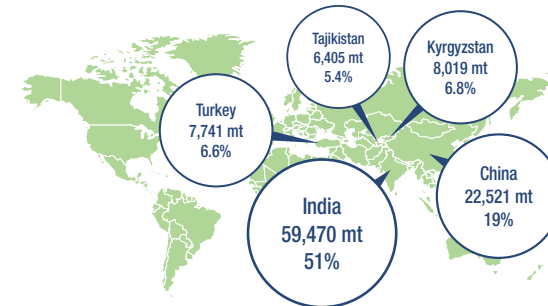 Tajikistan
6,405 mt
5.4%
Kyrgyzstan
8,019 mt
6.8%
Turkey
7,741 mt
6.6%
China
22,521 mt
19%
India
59,470 mt
51%